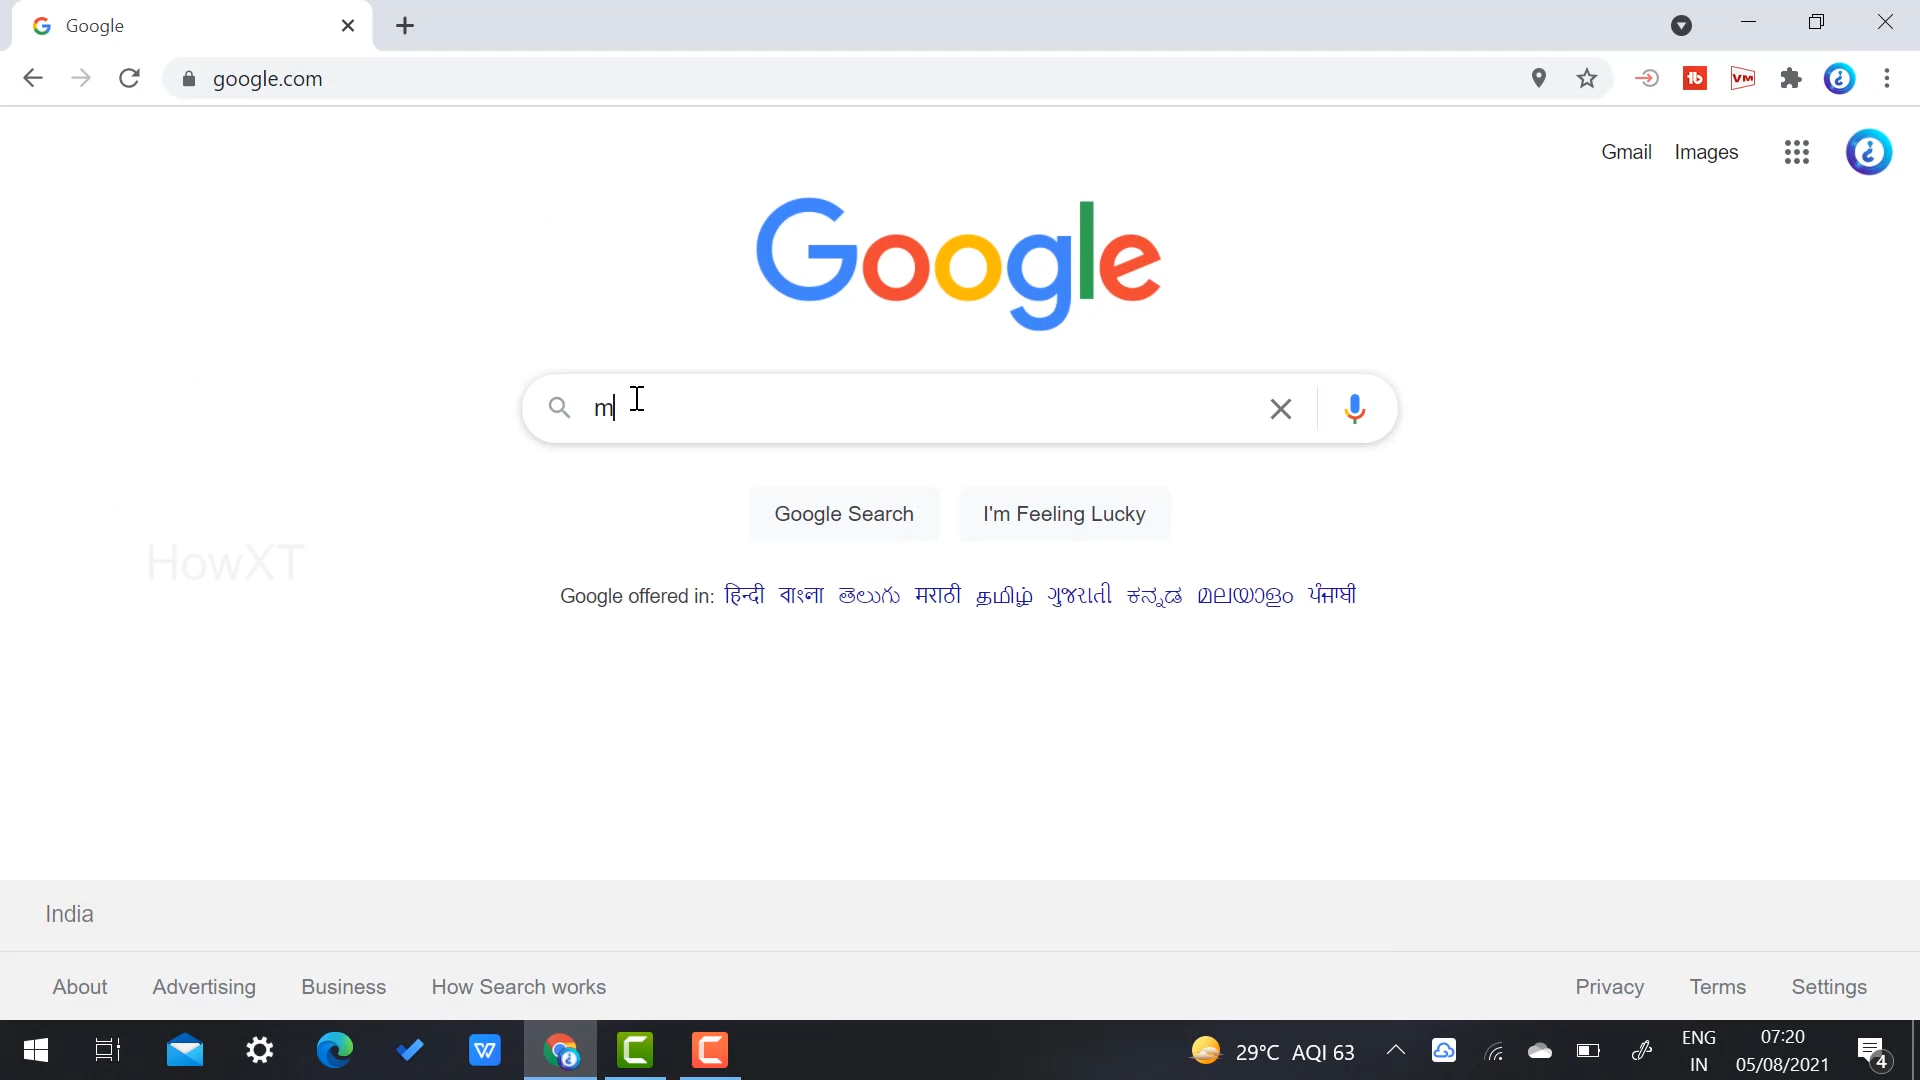 Google
google.com
Gmail Images
Google
m
Google Search I'm Feeling Lucky
HowXT
Google offered in: हिन्दी বাংলা తెలుగు मराठी தமிழ் ગુજરાતી ಕನ್ನಡ മലയാളം ਪੰਜਾਬੀ
India
About Advertising Business How Search works Privacy Terms Settings
29°C AQI 63
ENG
IN
07:20
05/08/2021
4